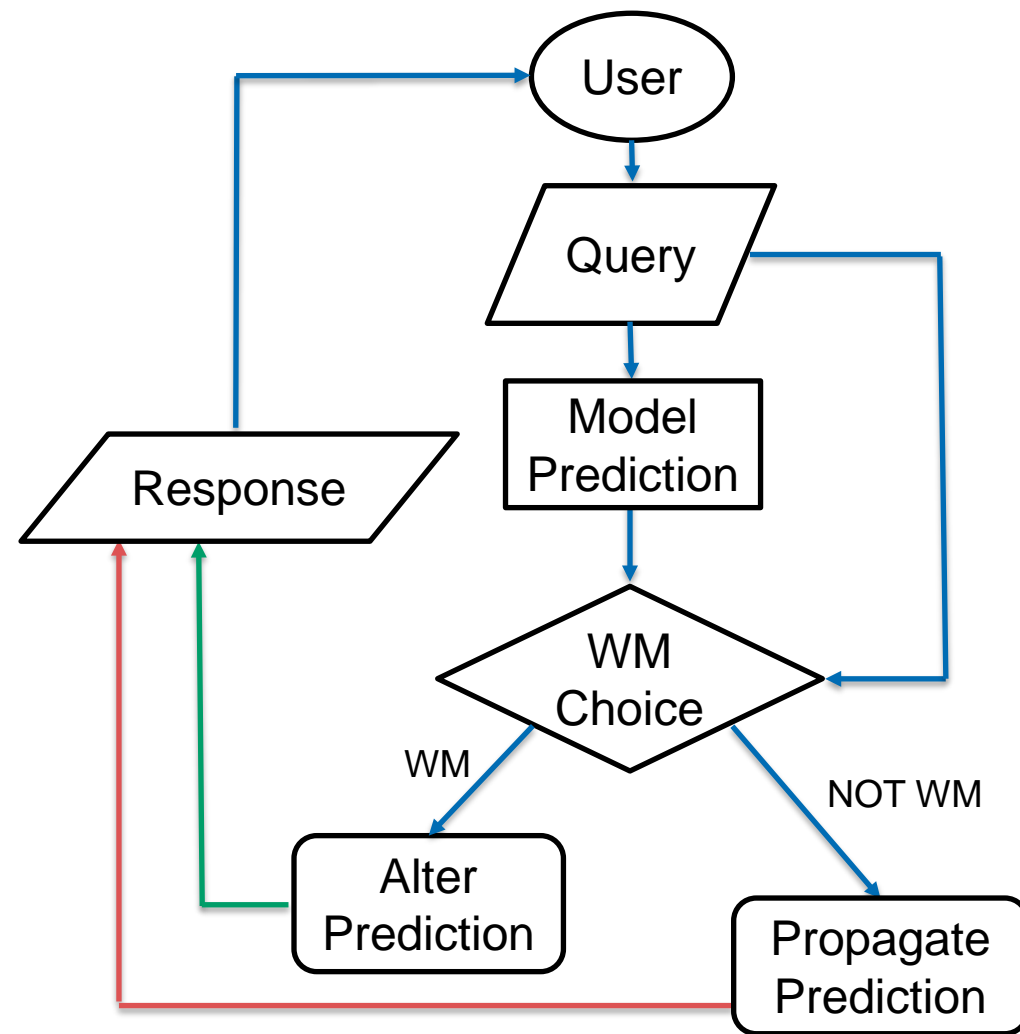 User
Query
Model
Prediction
Response
WM
Choice
WM
NOT WM
Alter
Prediction
Propagate
Prediction